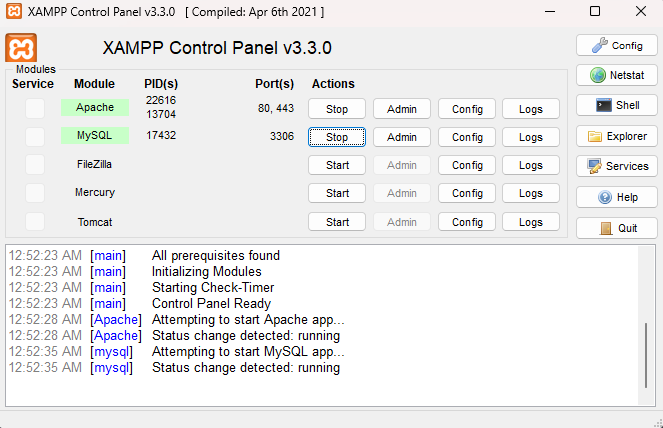 XAMPP Control Panel v3.3.0 [ Compiled: Apr 6th 2021 ]
XAMPP Control Panel v3.3.0
Config
Modules
Service Module PID(s) Port(s) Actions
Netstat
Apache 22616 13704 80, 443 Stop Admin Config Logs
Shell
MySQL 17432 3306 Stop Admin Config Logs
Explorer
FileZilla Start Admin Config Logs
Services
Mercury Start Admin Config Logs
Help
Tomcat Start Admin Config Logs
Quit
12:52:23 AM [main] All prerequisites found
12:52:23 AM [main] Initializing Modules
12:52:23 AM [main] Starting Check-Timer
12:52:23 AM [main] Control Panel Ready
12:52:28 AM [Apache] Attempting to start Apache app...
12:52:28 AM [Apache] Status change detected: running
12:52:35 AM [mysql] Attempting to start MySQL app...
12:52:35 AM [mysql] Status change detected: running